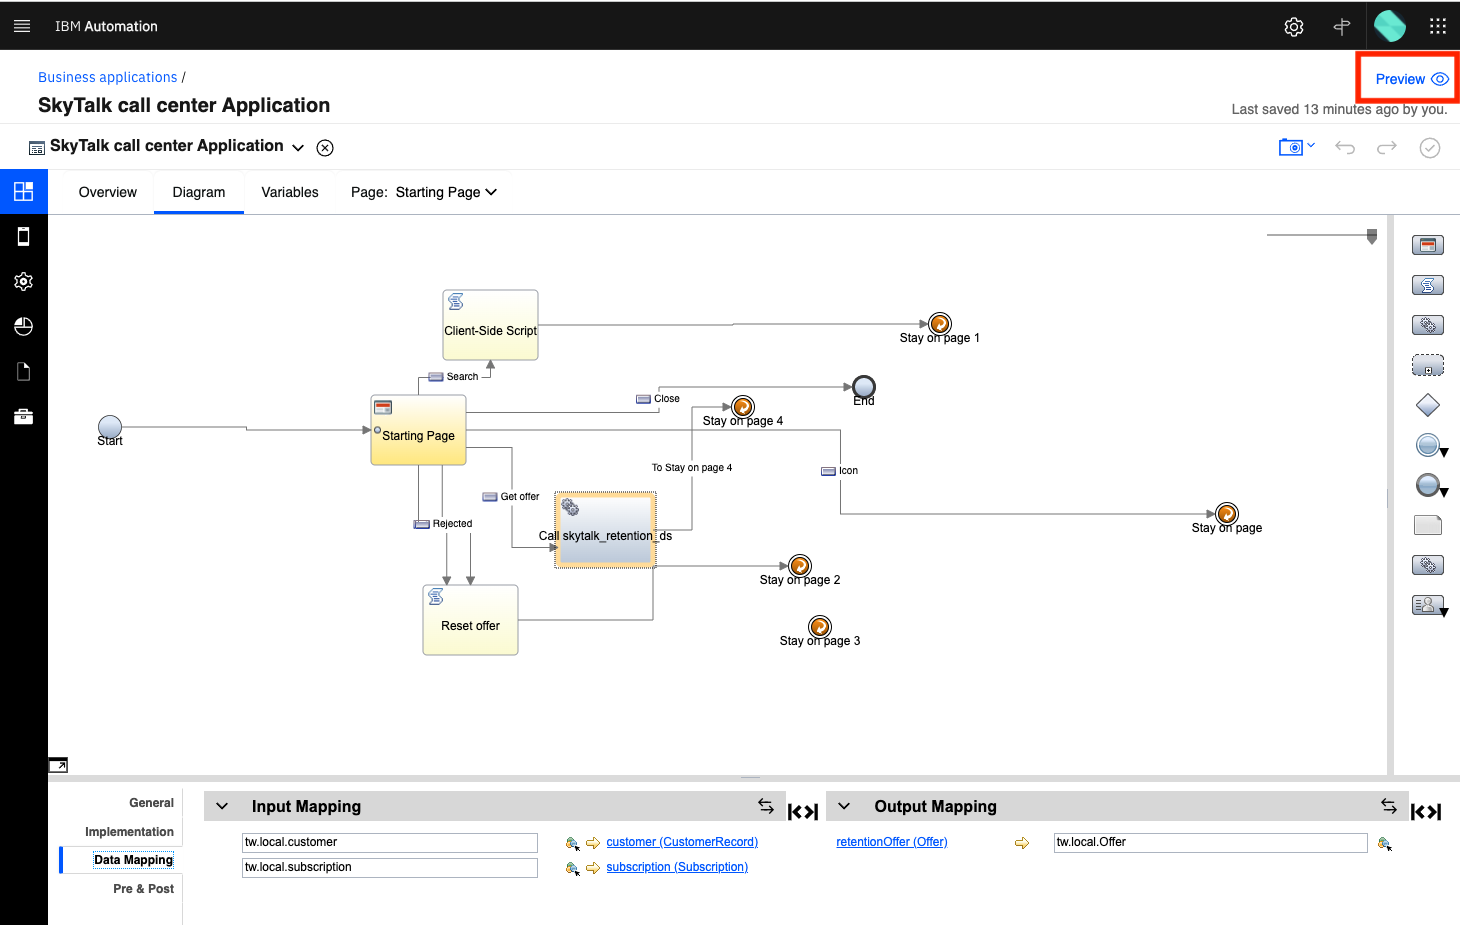 IBM Automation
Business applications /
Preview
SkyTalk call center Application
Last saved 13 minutes ago by you.
SkyTalk call center Application
Overview
Diagram
Variables
Page: Starting Page
Client-Side Script
Stay on page 1
Search
Close
End
Stay on page 4
Start
Starting Page
To Stay on page 4
Icon
Get offer
Rejected
Call skytalk_retention_ds
Stay on page
Stay on page 2
Reset offer
Stay on page 3
General
Implementation
Data Mapping
Pre & Post
Input Mapping
tw.local.customer
customer (CustomerRecord)
tw.local.subscription
subscription (Subscription)
Output Mapping
retentionOffer (Offer)
tw.local.Offer